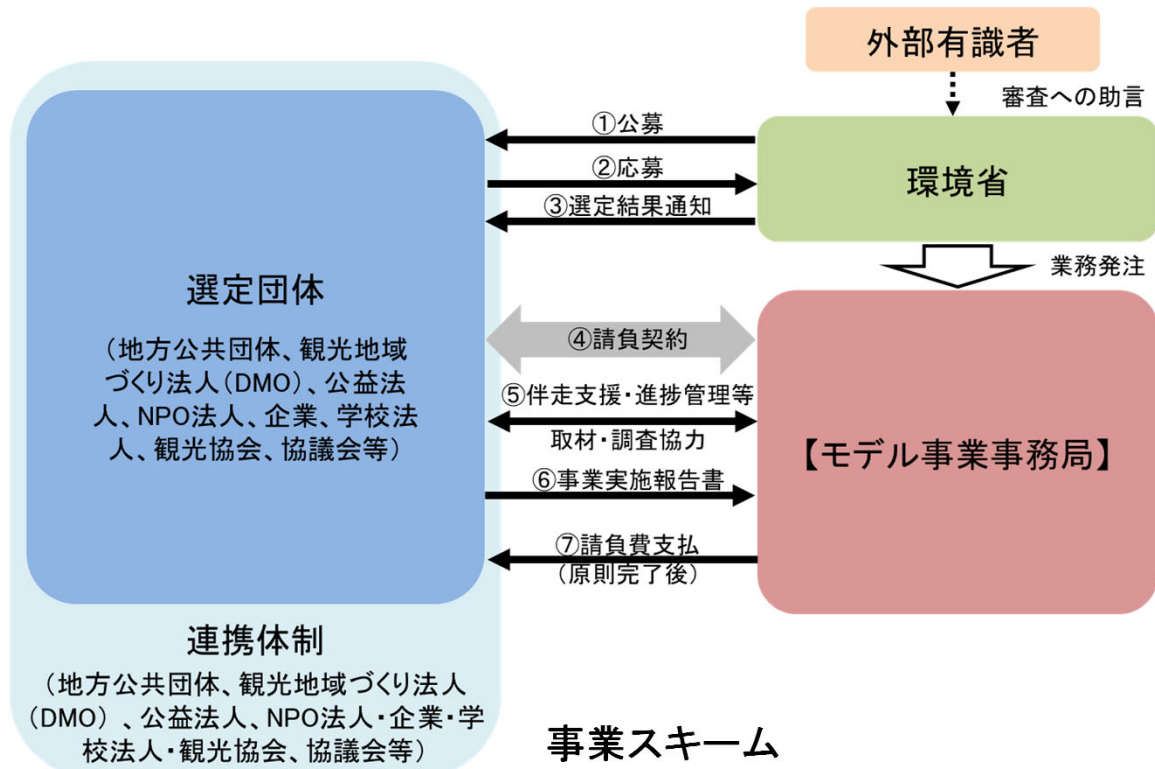 外部有識者
審査への助言
①公募
②応募
環境省
③選定結果通知
業務発注
選定団体
(地方公共団体、観光地域
づくり法人(DMO)、公益法
人、NPO法人、企業、学校法
人、観光協会、協議会等)
④請負契約
⑤伴走支援・進捗管理等
取材・調査協力
【モデル事業事務局】
⑥事業実施報告書
⑦請負費支払
(原則完了後)
連携体制
(地方公共団体、観光地域づくり法人
(DMO) 、公益法人、NPO法人・企業・学
校法人・観光協会、協議会等)
事業スキーム